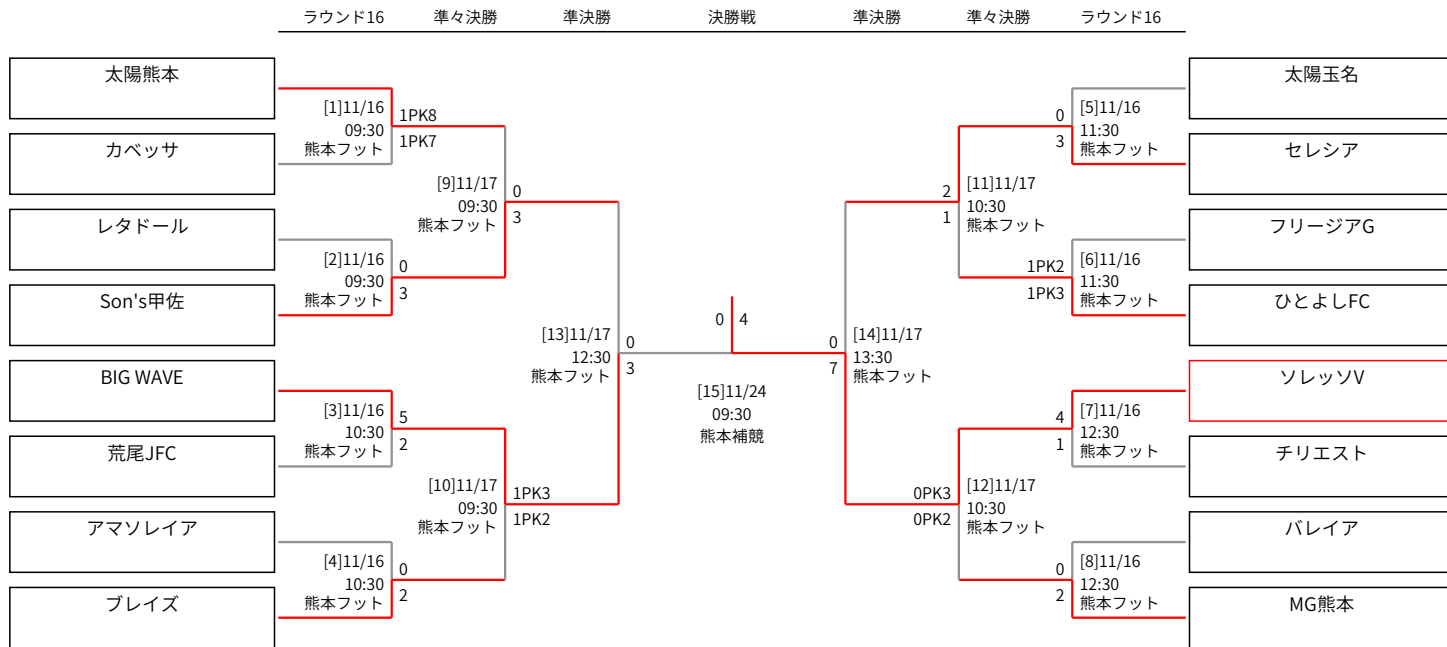 ラウンド16 準々決勝 準決勝 決勝戦 準決勝 準々決勝 ラウンド16
太陽熊本
カベッサ
レタドール
Son's甲佐
BIG WAVE
荒尾JFC
アマソレイア
ブレイズ
[1]11/16
09:30
熊本フット
1PK8
1PK7
[2]11/16
09:30
熊本フット
0
3
[3]11/16
10:30
熊本フット
5
2
[4]11/16
10:30
熊本フット
0
2
[9]11/17
09:30
熊本フット
0
3
[10]11/17
09:30
熊本フット
1PK3
1PK2
[13]11/17
12:30
熊本フット
0
3
0 4
[15]11/24
09:30
熊本補競
0
7
[14]11/17
13:30
熊本フット
2
1
[11]11/17
10:30
熊本フット
0PK3
0PK2
[12]11/17
10:30
熊本フット
0
3
[5]11/16
11:30
熊本フット
1PK2
1PK3
[6]11/16
11:30
熊本フット
4
1
[7]11/16
12:30
熊本フット
0
2
[8]11/16
12:30
熊本フット
太陽玉名
セレシア
フリージアG
ひとよしFC
ソレッソV
チリエスト
バレイア
MG熊本